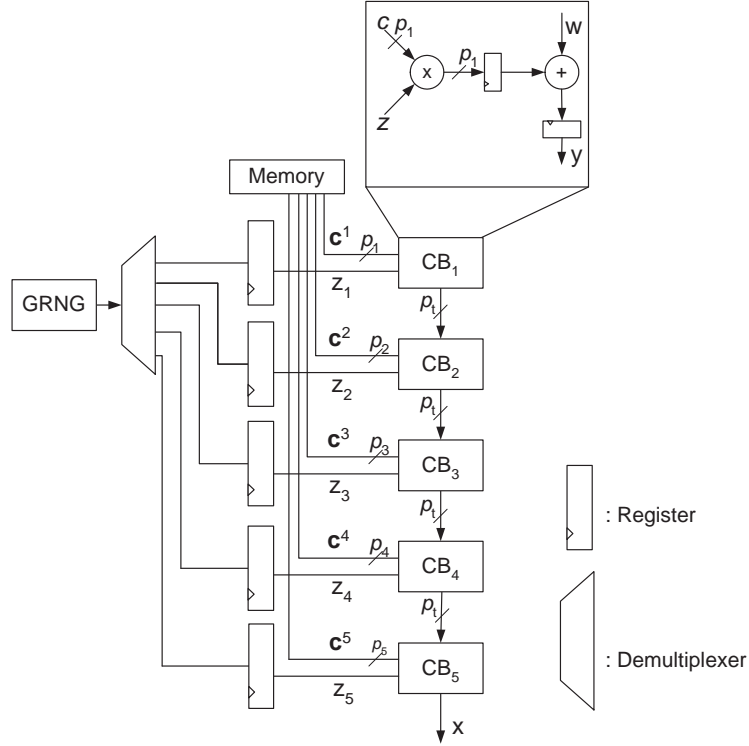 c p₁
w
x
p₁
+
z
y
Memory
c¹ p₁
CB₁
z₁
GRNG
pₜ
c² p₂
CB₂
z₂
pₜ
c³ p₃
CB₃
z₃
pₜ
: Register
c⁴ p₄
CB₄
z₄
pₜ
c⁵ p₅
CB₅
: Demultiplexer
z₅
x